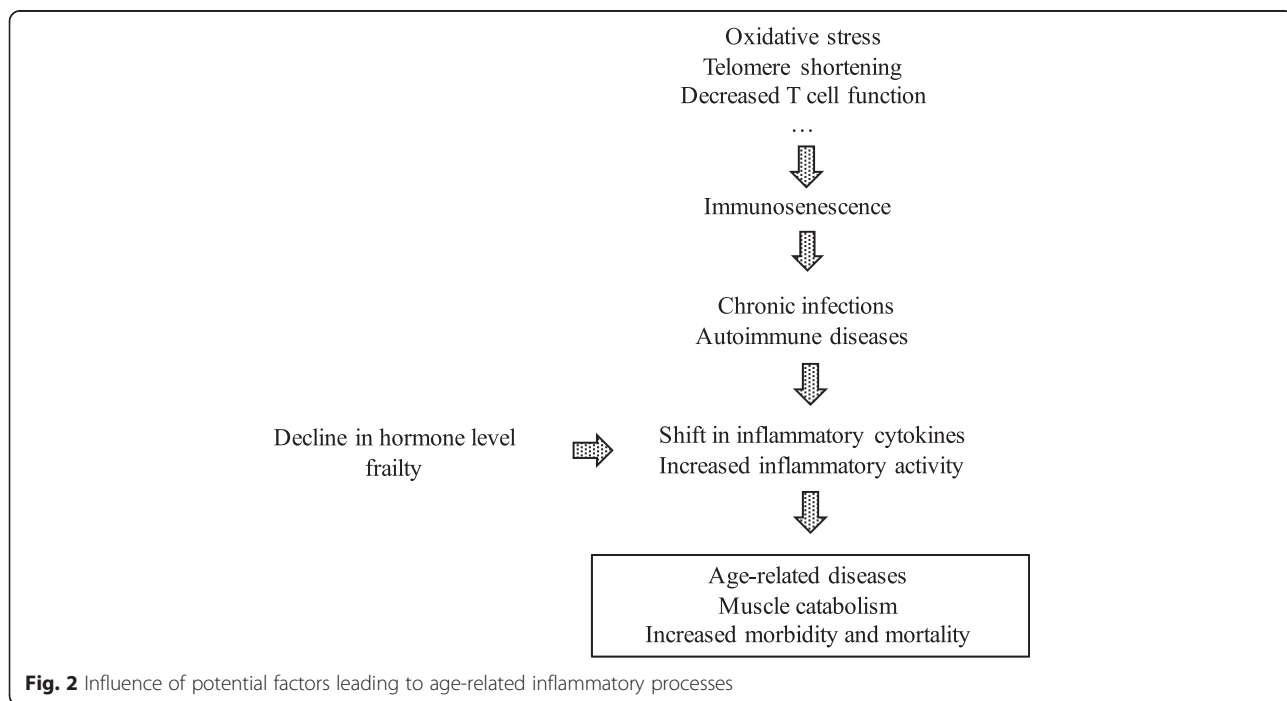 Oxidative stress
Telomere shortening
Decreased T cell function
…
Immunosenescence
Chronic infections
Autoimmune diseases
Decline in hormone level
frailty
Shift in inflammatory cytokines
Increased inflammatory activity
Age-related diseases
Muscle catabolism
Increased morbidity and mortality
Fig. 2 Influence of potential factors leading to age-related inflammatory processes